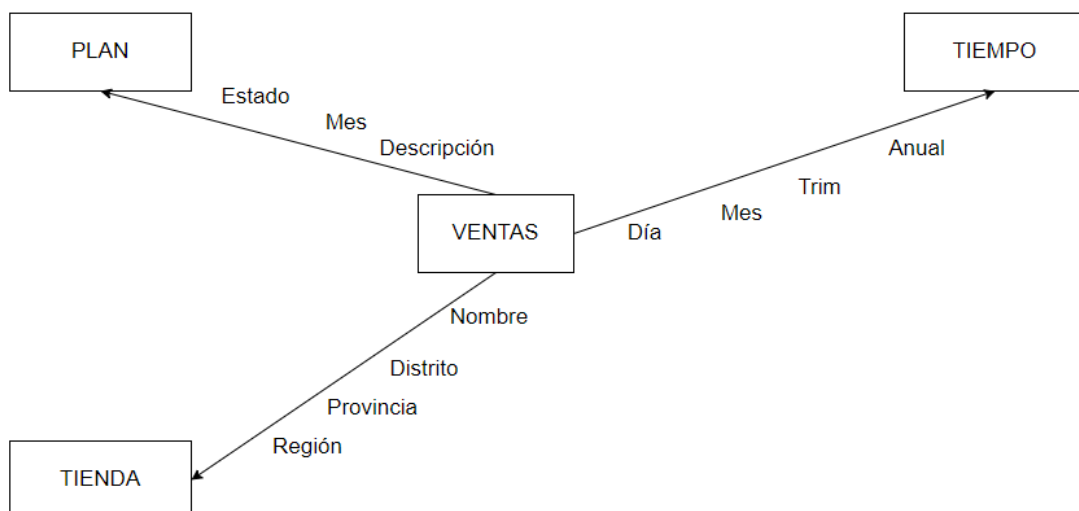 PLAN
TIEMPO
Estado
Mes
Descripción
Anual
Trim
Mes
Día
VENTAS
Nombre
Distrito
Provincia
Región
TIENDA